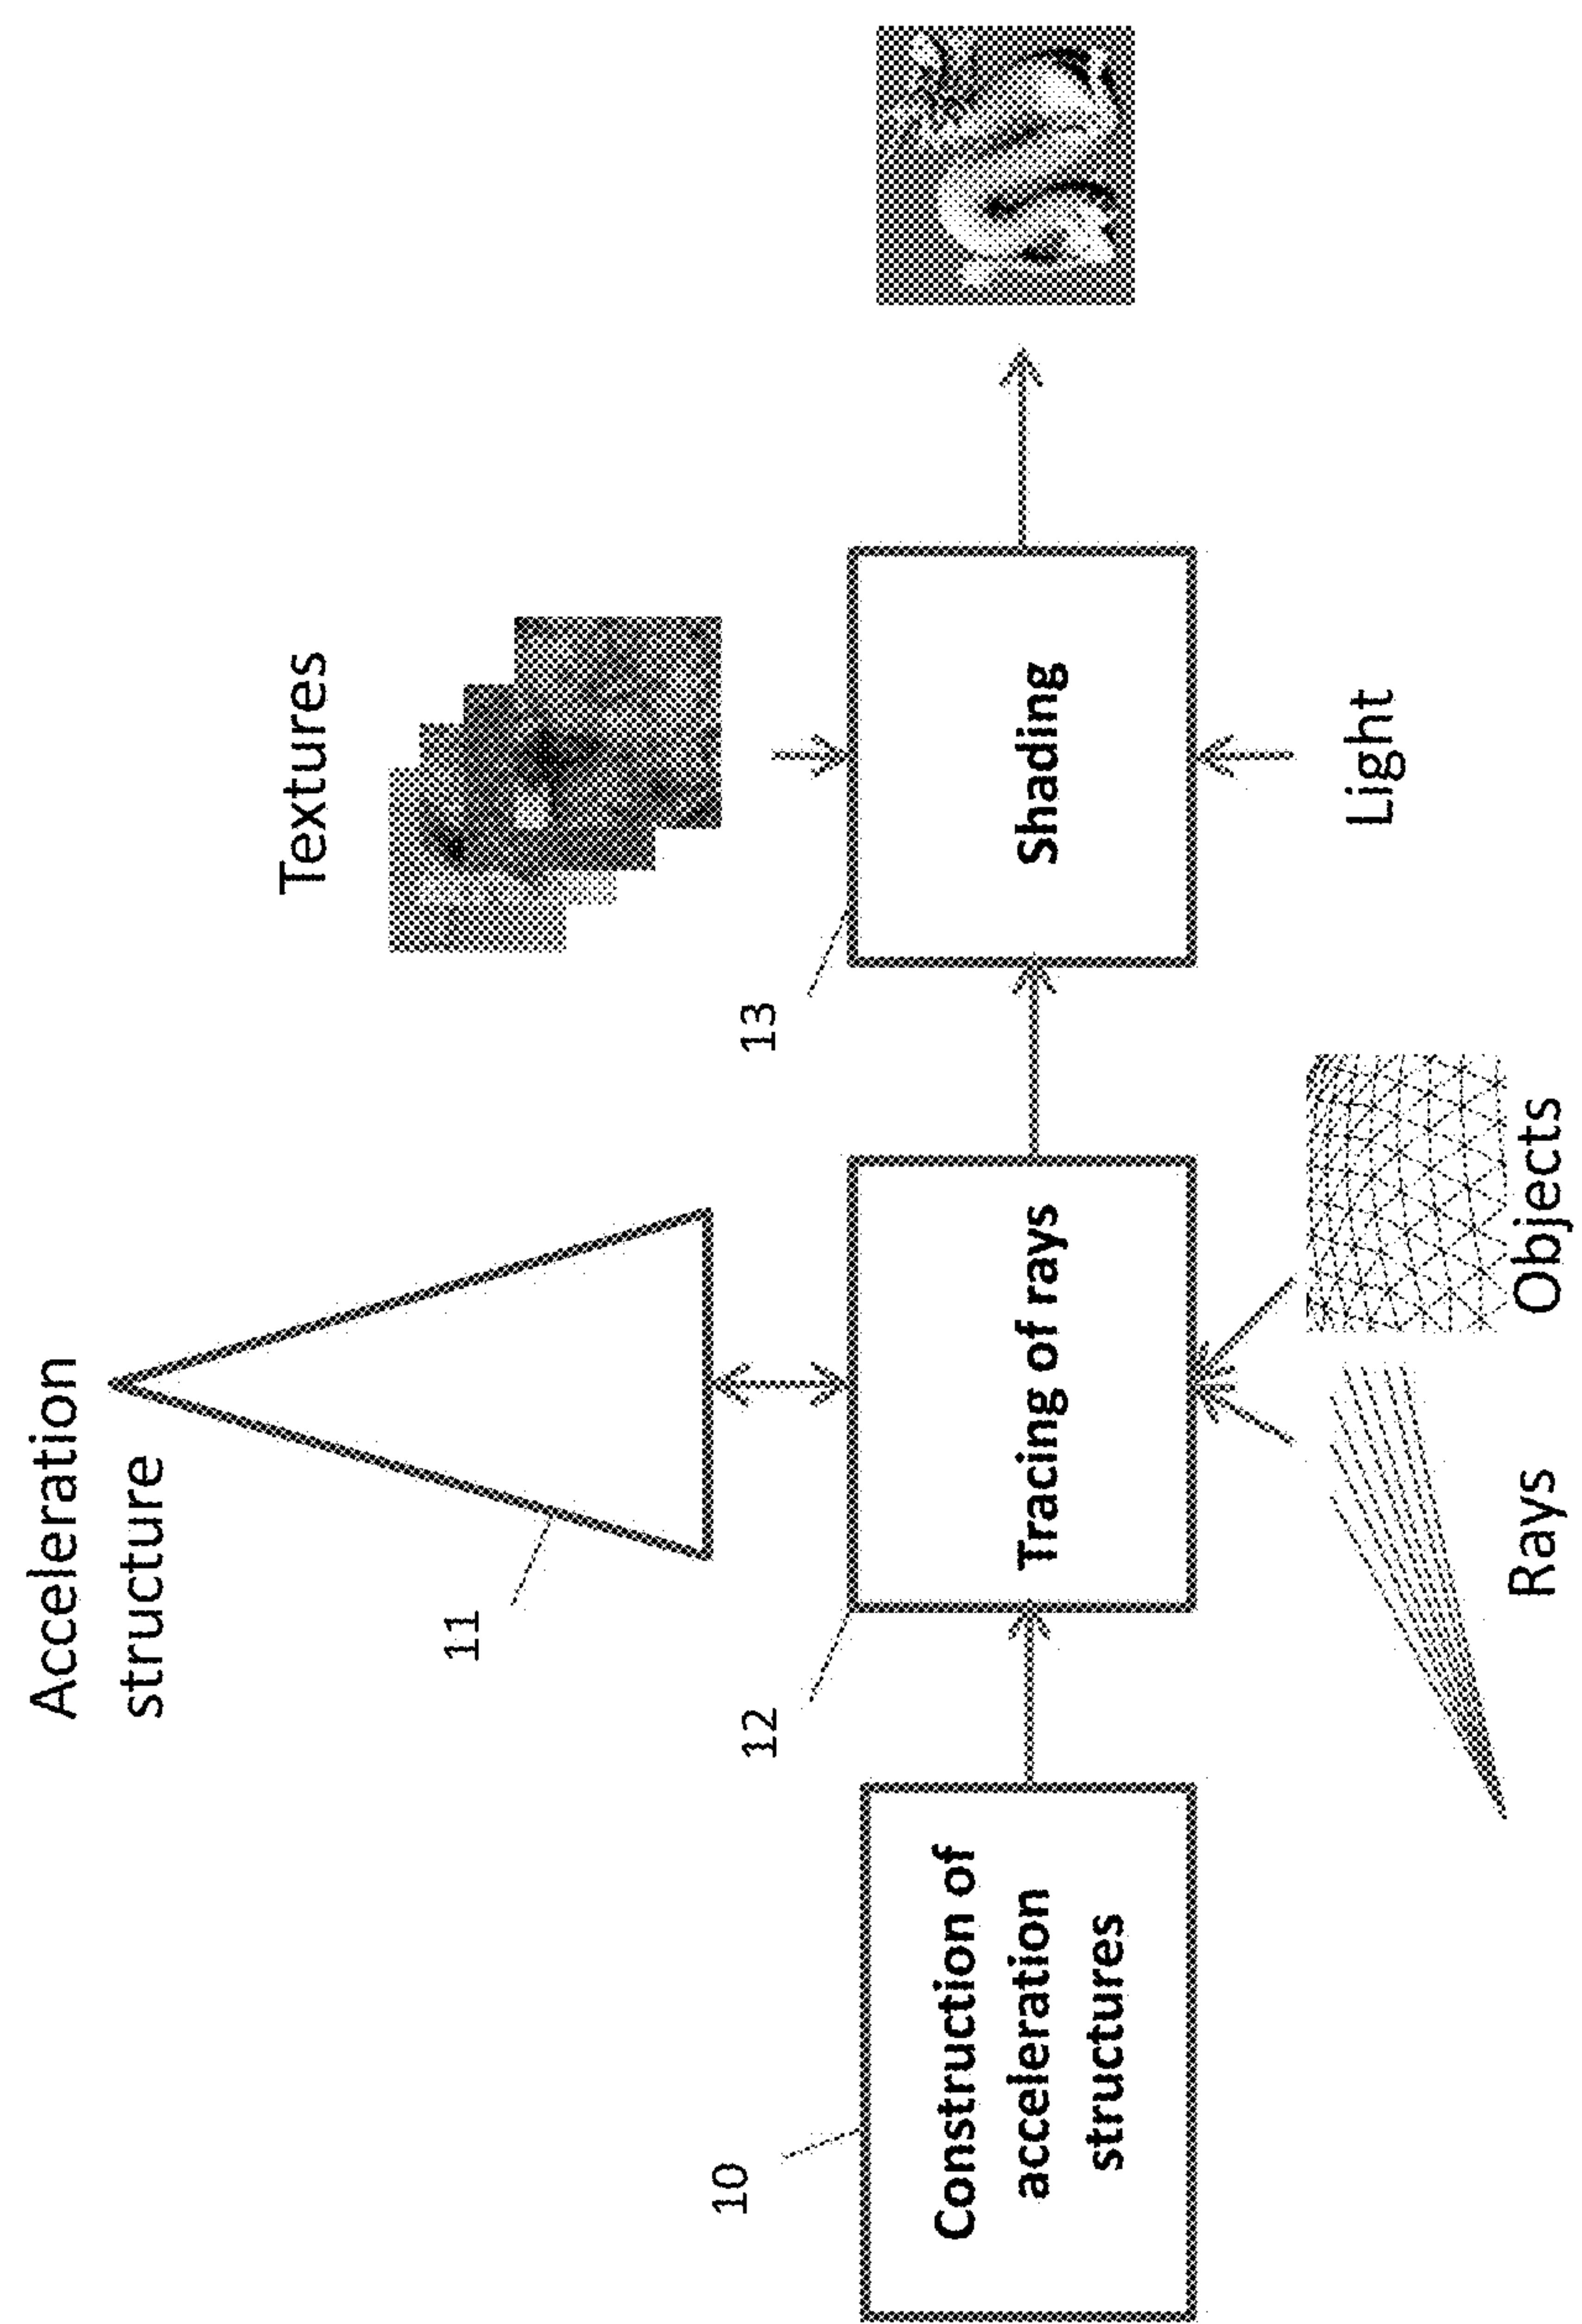 Acceleration
structure
Textures
11
12
13
10
Construction of
acceleration
structures
Tracing of rays
Shading
Rays
Objects
Light